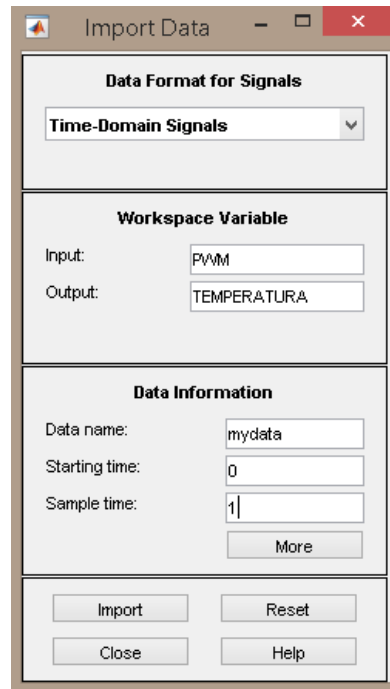 Import Data
Data Format for Signals
Time-Domain Signals
Workspace Variable
Input: PWM
Output: TEMPERATURA
Data Information
Data name: mydata
Starting time: 0
Sample time: 1
More
Import Reset
Close Help